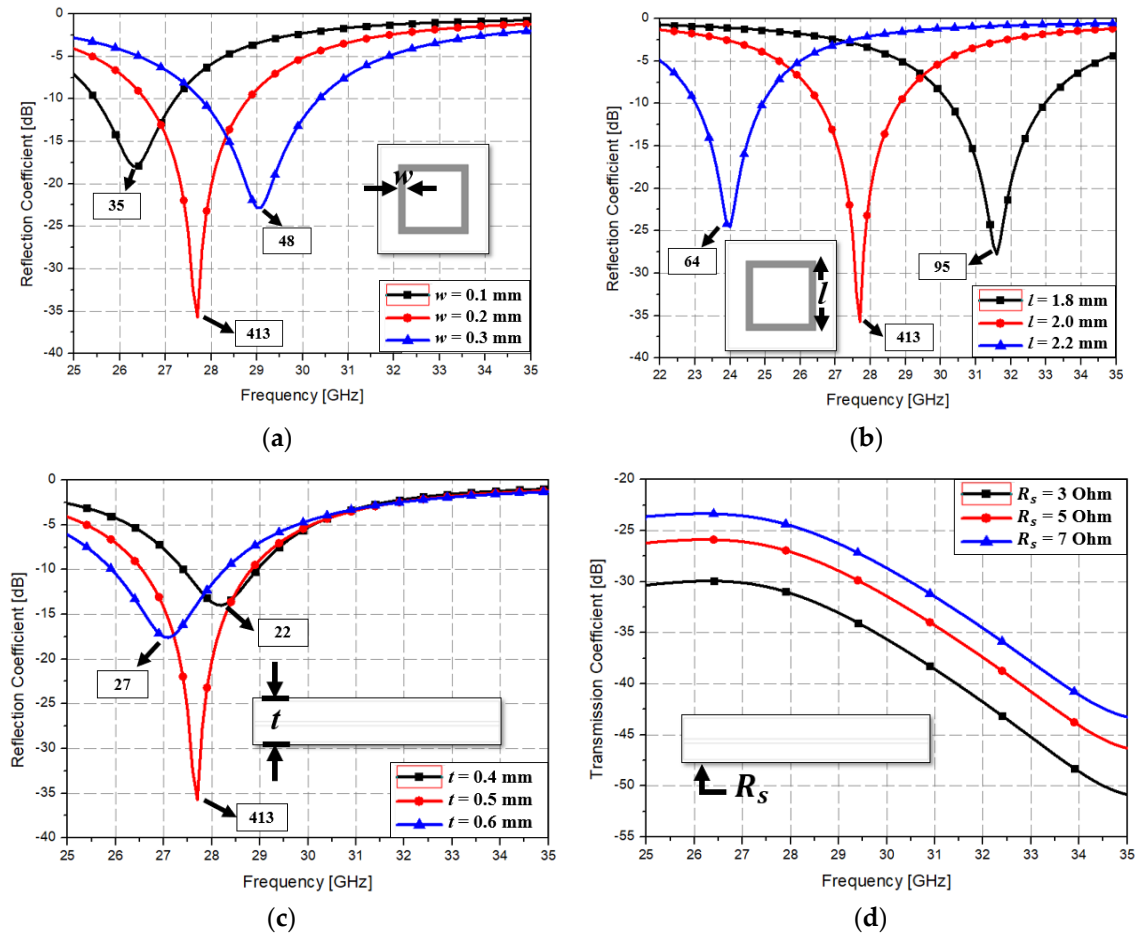 0
-5
-10
-15
-20
-25
-30
-35
-40
Reflection Coefficient [dB]
35
48
413
w
w = 0.1 mm
w = 0.2 mm
w = 0.3 mm
25 26 27 28 29 30 31 32 33 34 35
Frequency [GHz]
(a)
0
-5
-10
-15
-20
-25
-30
-35
-40
Reflection Coefficient [dB]
64
95
413
l
l = 1.8 mm
l = 2.0 mm
l = 2.2 mm
22 23 24 25 26 27 28 29 30 31 32 33 34 35
Frequency [GHz]
(b)
0
-5
-10
-15
-20
-25
-30
-35
-40
Reflection Coefficient [dB]
22
27
413
t
t = 0.4 mm
t = 0.5 mm
t = 0.6 mm
25 26 27 28 29 30 31 32 33 34 35
Frequency [GHz]
(c)
-20
-25
-30
-35
-40
-45
-50
-55
Transmission Coefficient [dB]
Rs = 3 Ohm
Rs = 5 Ohm
Rs = 7 Ohm
Rs
25 26 27 28 29 30 31 32 33 34 35
Frequency [GHz]
(d)